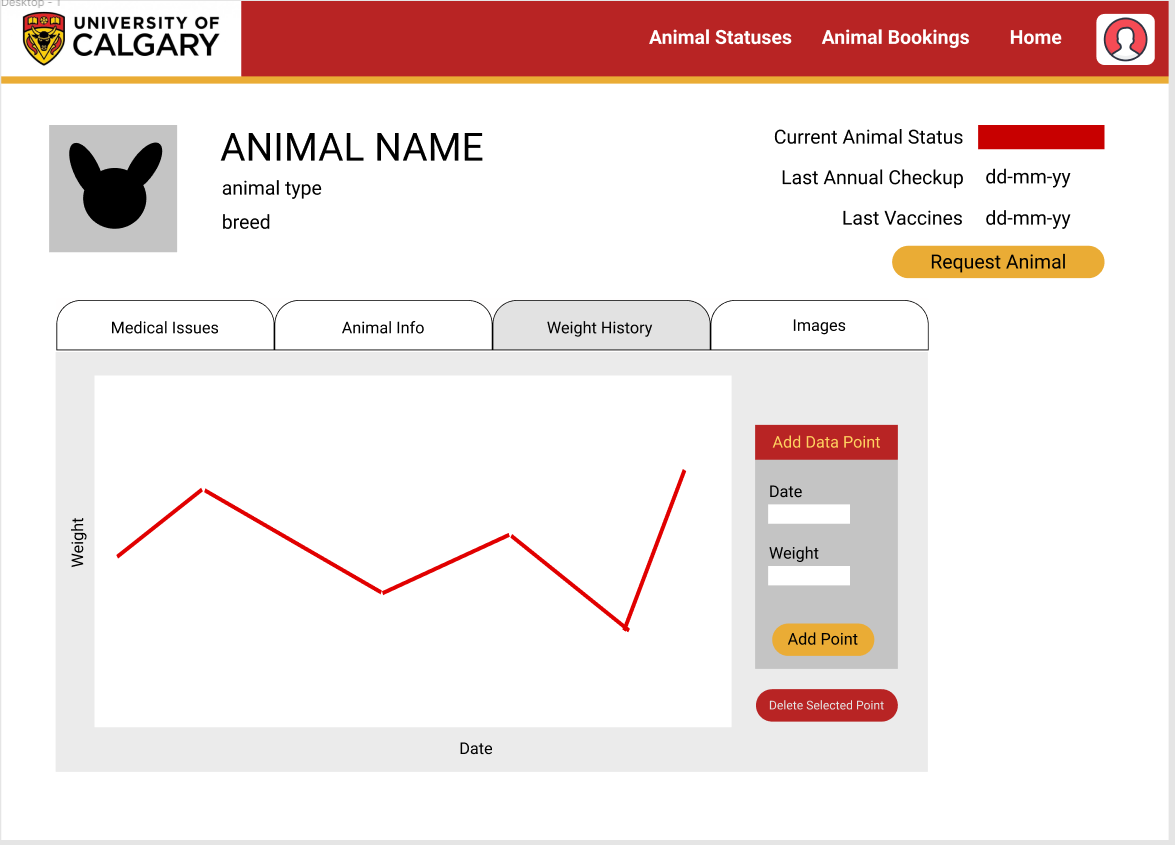 Desktop - 1
UNIVERSITY OF
CALGARY
Animal Statuses
Animal Bookings
Home
ANIMAL NAME
animal type
breed
Current Animal Status
Last Annual Checkup
dd-mm-yy
Last Vaccines
dd-mm-yy
Request Animal
Medical Issues
Animal Info
Weight History
Images
Weight
Date
Add Data Point
Date
Weight
Add Point
Delete Selected Point